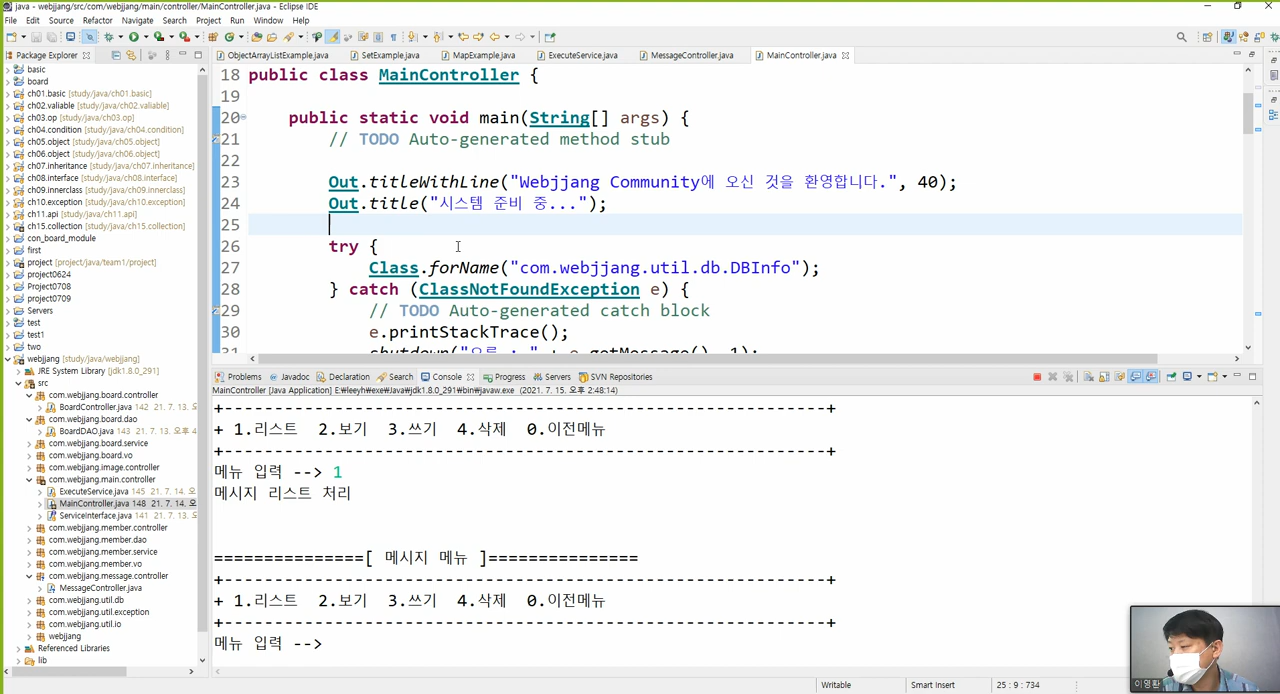 java - webjjang/src/com/webjjang/main/controller/MainController.java - Eclipse IDE
File Edit Source Refactor Navigate Search Project Run Window Help
Package Explorer
ObjectArrayListExample.java SetExample.java MapExample.java ExecuteService.java MessageController.java MainController.java
basic
board
ch01.basic [study/java/ch01.basic]
ch02.valiable [study/java/ch02.valiable]
ch03.op [study/java/ch03.op]
ch04.condition [study/java/ch04.condition]
ch05.object [study/java/ch05.object]
ch06.object [study/java/ch06.object]
ch07.inheritance [study/java/ch07.inheritance]
ch08.interface [study/java/ch08.interface]
ch09.innerclass [study/java/ch09.innerclass]
ch10.exception [study/java/ch10.exception]
ch11.api [study/java/ch11.api]
ch15.collection [study/java/ch15.collection]
con_board_module
first
project [project/java/team1/project]
project0624
Project0708
project0709
Servers
test
test1
two
webjjang [study/java/webjjang]
JRE System Library [jdk1.8.0_291]
src
com.webjjang.board.controller
BoardController.java 142 21. 7. 13. 오
com.webjjang.board.dao
BoardDAO.java 143 21. 7. 13. 오후 4
com.webjjang.board.service
com.webjjang.board.vo
com.webjjang.image.controller
com.webjjang.main.controller
ExecuteService.java 145 21. 7. 14. 오
MainController.java 148 21. 7. 14. 오
ServiceInterface.java 141 21. 7. 13. 오
com.webjjang.member.controller
com.webjjang.member.dao
com.webjjang.member.service
com.webjjang.member.vo
com.webjjang.message.controller
MessageController.java
com.webjjang.util.db
com.webjjang.util.exception
com.webjjang.util.io
webjjang
Referenced Libraries
lib
18 public class MainController {
19
20 public static void main(String[] args) {
21 // TODO Auto-generated method stub
22
23 Out.titleWithLine("Webjjang Community에 오신 것을 환영합니다.", 40);
24 Out.title("시스템 준비 중...");
25
26 try {
27 Class.forName("com.webjjang.util.db.DBInfo");
28 } catch (ClassNotFoundException e) {
29 // TODO Auto-generated catch block
30 e.printStackTrace();
31 shutdown("오류 : " + e.getMessage(), 1);
Problems Javadoc Declaration Search Console Progress Servers SVN Repositories
MainController [Java Application] E:\leeyh\exe\Java\jdk1.8.0_291\bin\javaw.exe (2021. 7. 15. 오후 2:48:14)
+--------------------------------------------------------------+
+ 1.리스트 2.보기 3.쓰기 4.삭제 0.이전메뉴
+--------------------------------------------------------------+
메뉴 입력 --> 1
메시지 리스트 처리
===============[ 메시지 메뉴 ]===============
+--------------------------------------------------------------+
+ 1.리스트 2.보기 3.쓰기 4.삭제 0.이전메뉴
+--------------------------------------------------------------+
메뉴 입력 -->
이영환
Writable Smart Insert 25 : 9 : 734